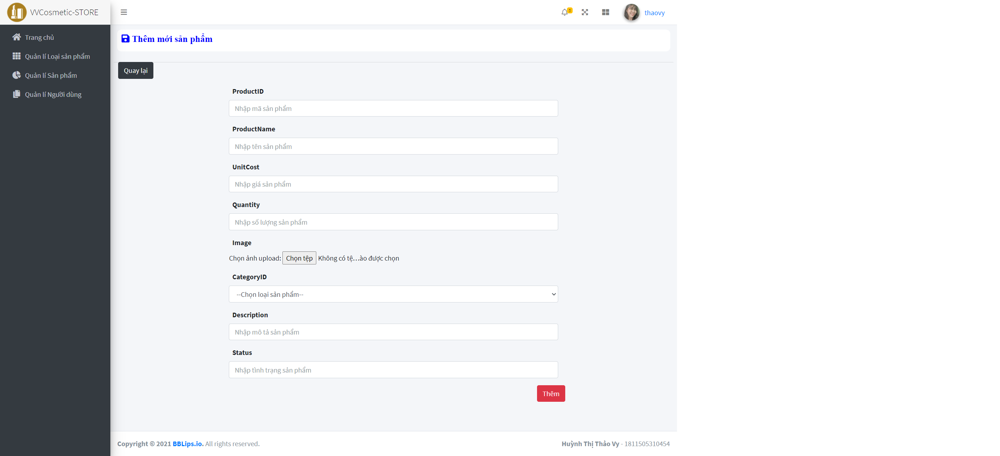 VVCosmetic-STORE
5
thaovy
Trang chủ
Quản lí Loại sản phẩm
Quản lí Sản phẩm
Quản lí Người dùng
Thêm mới sản phẩm
Quay lại
ProductID
Nhập mã sản phẩm
ProductName
Nhập tên sản phẩm
UnitCost
Nhập giá sản phẩm
Quantity
Nhập số lượng sản phẩm
Image
Chọn ảnh upload: Chọn tệp Không có tệ...ào được chọn
CategoryID
--Chọn loại sản phẩm--
Description
Nhập mô tả sản phẩm
Status
Nhập tình trạng sản phẩm
Thêm
Copyright © 2021 BBLips.io. All rights reserved.
Huỳnh Thị Thảo Vy - 1811505310454